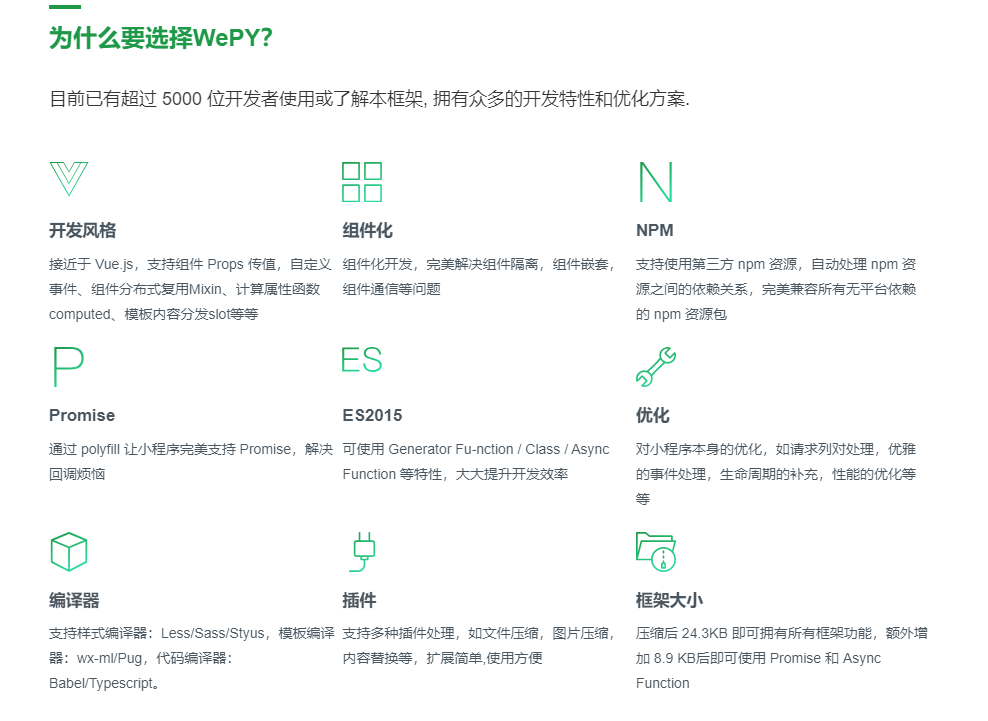 为什么要选择WePY?
目前已有超过 5000 位开发者使用或了解本框架, 拥有众多的开发特性和优化方案.
开发风格
接近于 Vue.js，支持组件 Props 传值，自定义
事件、组件分布式复用Mixin、计算属性函数
computed、模板内容分发slot等等
组件化
组件化开发，完美解决组件隔离，组件嵌套，
组件通信等问题
N
NPM
支持使用第三方 npm 资源，自动处理 npm 资
源之间的依赖关系，完美兼容所有无平台依赖
的 npm 资源包
P
Promise
通过 polyfill 让小程序完美支持 Promise，解决
回调烦恼
ES
ES2015
可使用 Generator Fu-nction / Class / Async
Function 等特性，大大提升开发效率
优化
对小程序本身的优化，如请求列对处理，优雅
的事件处理，生命周期的补充，性能的优化等
等
编译器
支持样式编译器：Less/Sass/Styus，模板编译
器：wx-ml/Pug，代码编译器：
Babel/Typescript。
插件
支持多种插件处理，如文件压缩，图片压缩，
内容替换等，扩展简单,使用方便
框架大小
压缩后 24.3KB 即可拥有所有框架功能，额外增
加 8.9 KB后即可使用 Promise 和 Async
Function